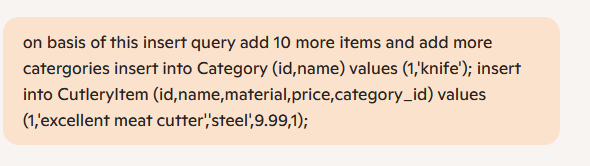 on basis of this insert query add 10 more items and add more
catergories insert into Category (id,name) values (1,'knife'); insert
into CutleryItem (id,name,material,price,category_id) values
(1,'excellent meat cutter','steel',9.99,1);